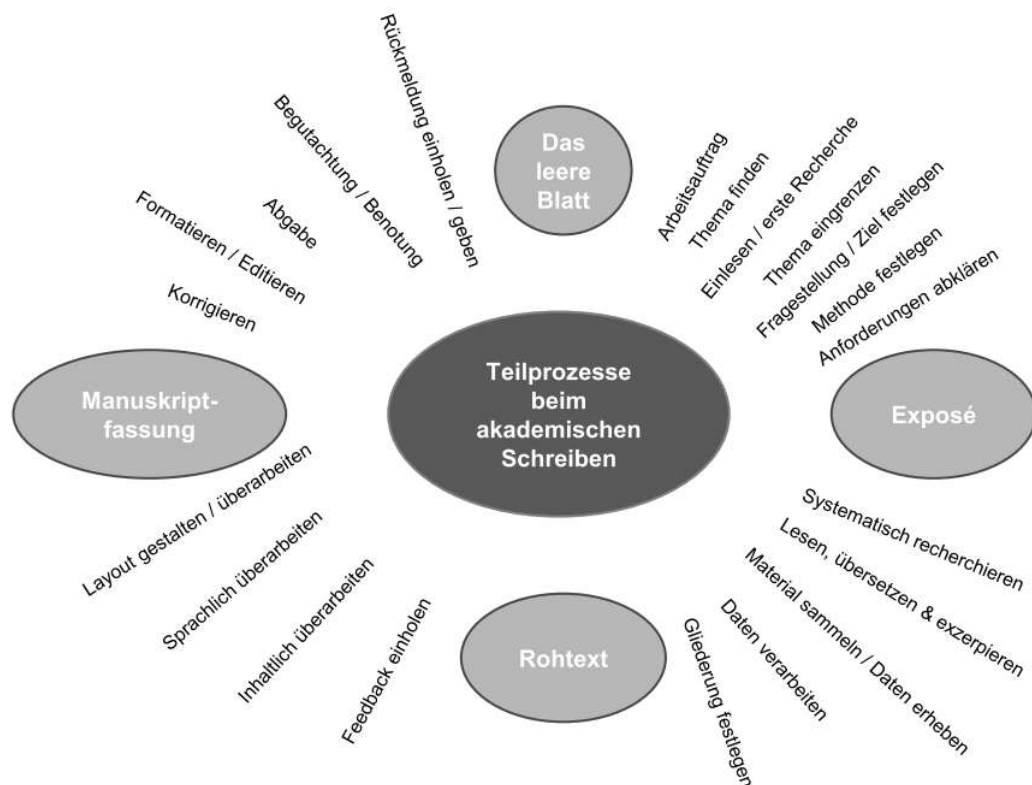 Das
leere
Blatt
Arbeitsauftrag
Thema finden
Einlesen / erste Recherche
Thema eingrenzen
Fragestellung / Ziel festlegen
Methode festlegen
Anforderungen abklären
Exposé
Systematisch recherchieren
Lesen, übersetzen & exzerpieren
Material sammeln / Daten erheben
Daten verarbeiten
Gliederung festlegen
Rohtext
Feedback einholen
Inhaltlich überarbeiten
Sprachlich überarbeiten
Layout gestalten / überarbeiten
Manuskript-
fassung
Korrigieren
Formatieren / Editieren
Abgabe
Begutachtung / Benotung
Rückmeldung einholen / geben
Teilprozesse
beim
akademischen
Schreiben